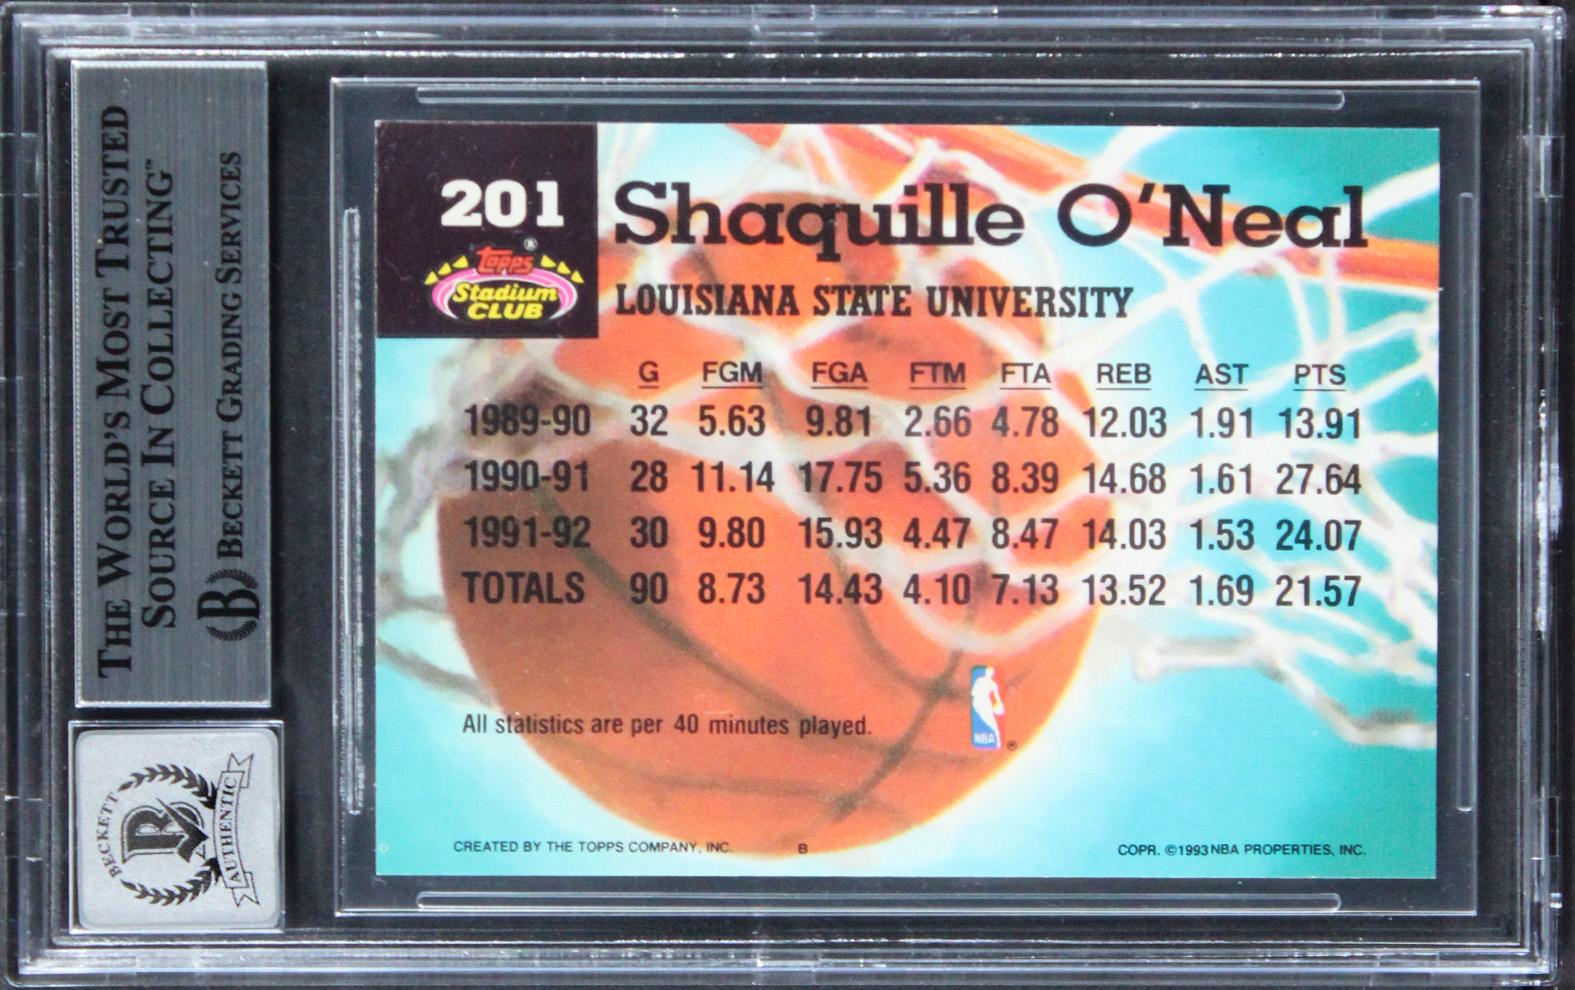 THE WORLD'S MOST TRUSTED
SOURCE IN COLLECTING™
B BECKETT GRADING SERVICES
BECKETT
B
AUTHENTIC
201
Topps®
Stadium
CLUB
Shaquille O'Neal
LOUISIANA STATE UNIVERSITY
G FGM FGA FTM FTA REB AST PTS
1989-90 32 5.63 9.81 2.66 4.78 12.03 1.91 13.91
1990-91 28 11.14 17.75 5.36 8.39 14.68 1.61 27.64
1991-92 30 9.80 15.93 4.47 8.47 14.03 1.53 24.07
TOTALS 90 8.73 14.43 4.10 7.13 13.52 1.69 21.57
All statistics are per 40 minutes played.
NBA ®
CREATED BY THE TOPPS COMPANY, INC. B COPR. ©1993 NBA PROPERTIES, INC.